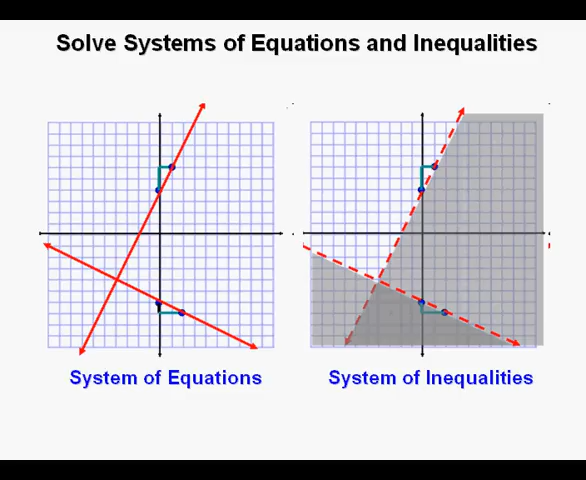 Solve Systems of Equations and Inequalities
System of Equations
System of Inequalities